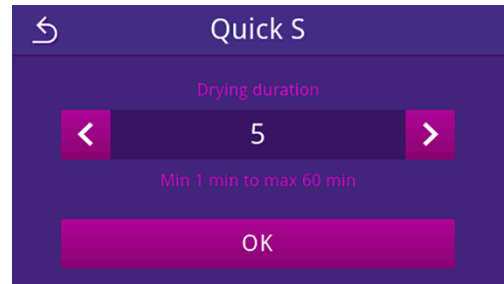 Quick S
Drying duration
5
Min 1 min to max 60 min
OK